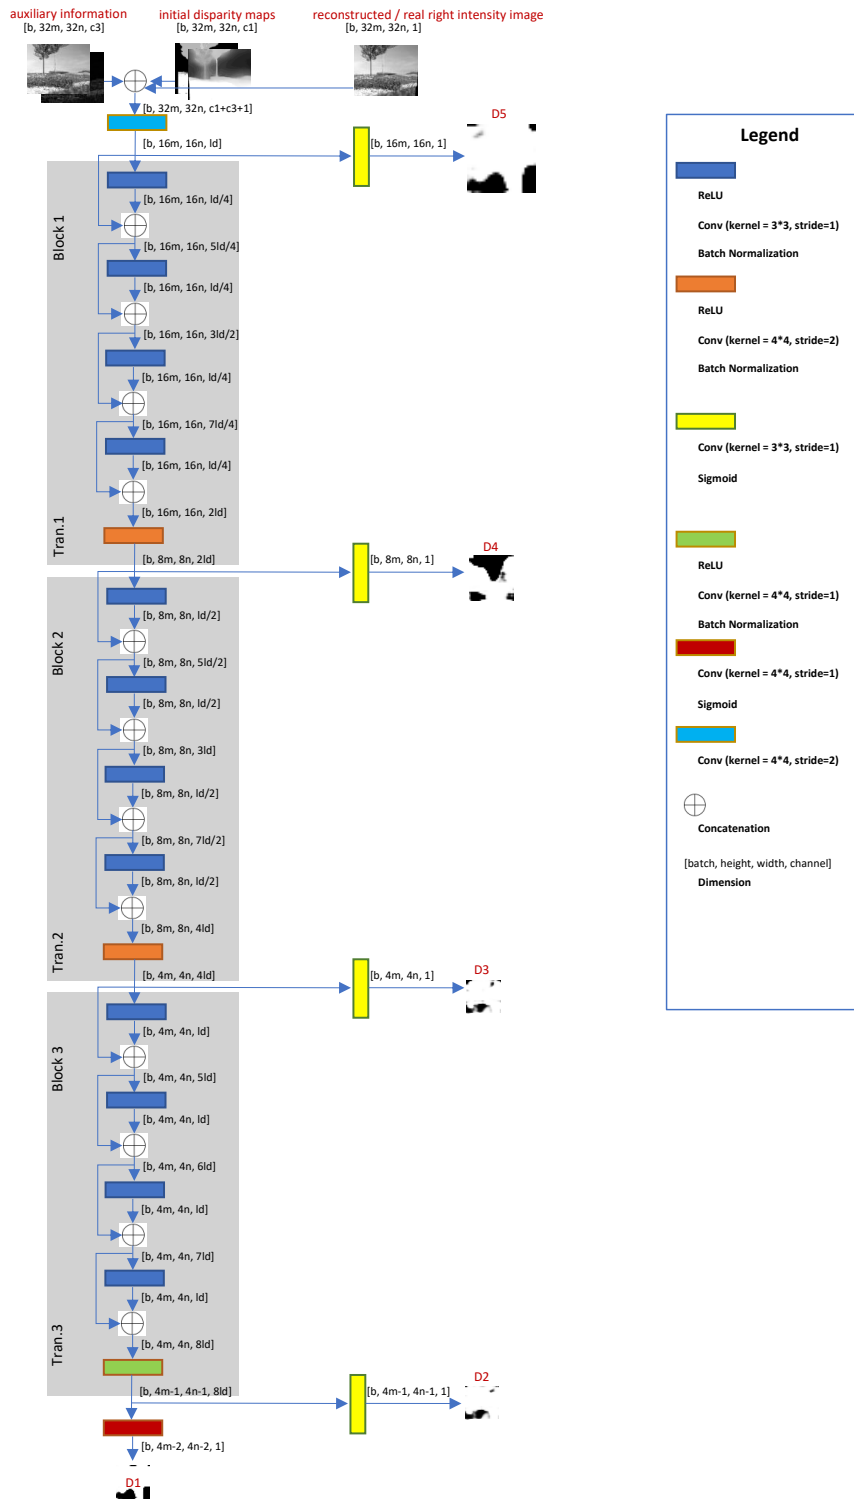 auxiliary information
[b, 32m, 32n, c3]
initial disparity maps
[b, 32m, 32n, c1]
reconstructed / real right intensity image
[b, 32m, 32n, 1]
[b, 32m, 32n, c1+c3+1]
[b, 16m, 16n, ld]
[b, 16m, 16n, 1]
D5
Block 1
[b, 16m, 16n, ld/4]
[b, 16m, 16n, 5ld/4]
[b, 16m, 16n, ld/4]
[b, 16m, 16n, 3ld/2]
[b, 16m, 16n, ld/4]
[b, 16m, 16n, 7ld/4]
[b, 16m, 16n, ld/4]
[b, 16m, 16n, 2ld]
Tran.1
[b, 8m, 8n, 2ld]
[b, 8m, 8n, 1]
D4
Block 2
[b, 8m, 8n, ld/2]
[b, 8m, 8n, 5ld/2]
[b, 8m, 8n, ld/2]
[b, 8m, 8n, 3ld]
[b, 8m, 8n, ld/2]
[b, 8m, 8n, 7ld/2]
[b, 8m, 8n, ld/2]
[b, 8m, 8n, 4ld]
Tran.2
[b, 4m, 4n, 4ld]
[b, 4m, 4n, 1]
D3
Block 3
[b, 4m, 4n, ld]
[b, 4m, 4n, 5ld]
[b, 4m, 4n, ld]
[b, 4m, 4n, 6ld]
[b, 4m, 4n, ld]
[b, 4m, 4n, 7ld]
[b, 4m, 4n, ld]
[b, 4m, 4n, 8ld]
Tran.3
[b, 4m-1, 4n-1, 8ld]
[b, 4m-1, 4n-1, 1]
D2
[b, 4m-2, 4n-2, 1]
D1
Legend
ReLU
Conv (kernel = 3*3, stride=1)
Batch Normalization
ReLU
Conv (kernel = 4*4, stride=2)
Batch Normalization
Conv (kernel = 3*3, stride=1)
Sigmoid
ReLU
Conv (kernel = 4*4, stride=1)
Batch Normalization
Conv (kernel = 4*4, stride=1)
Sigmoid
Conv (kernel = 4*4, stride=2)
Concatenation
[batch, height, width, channel]
Dimension